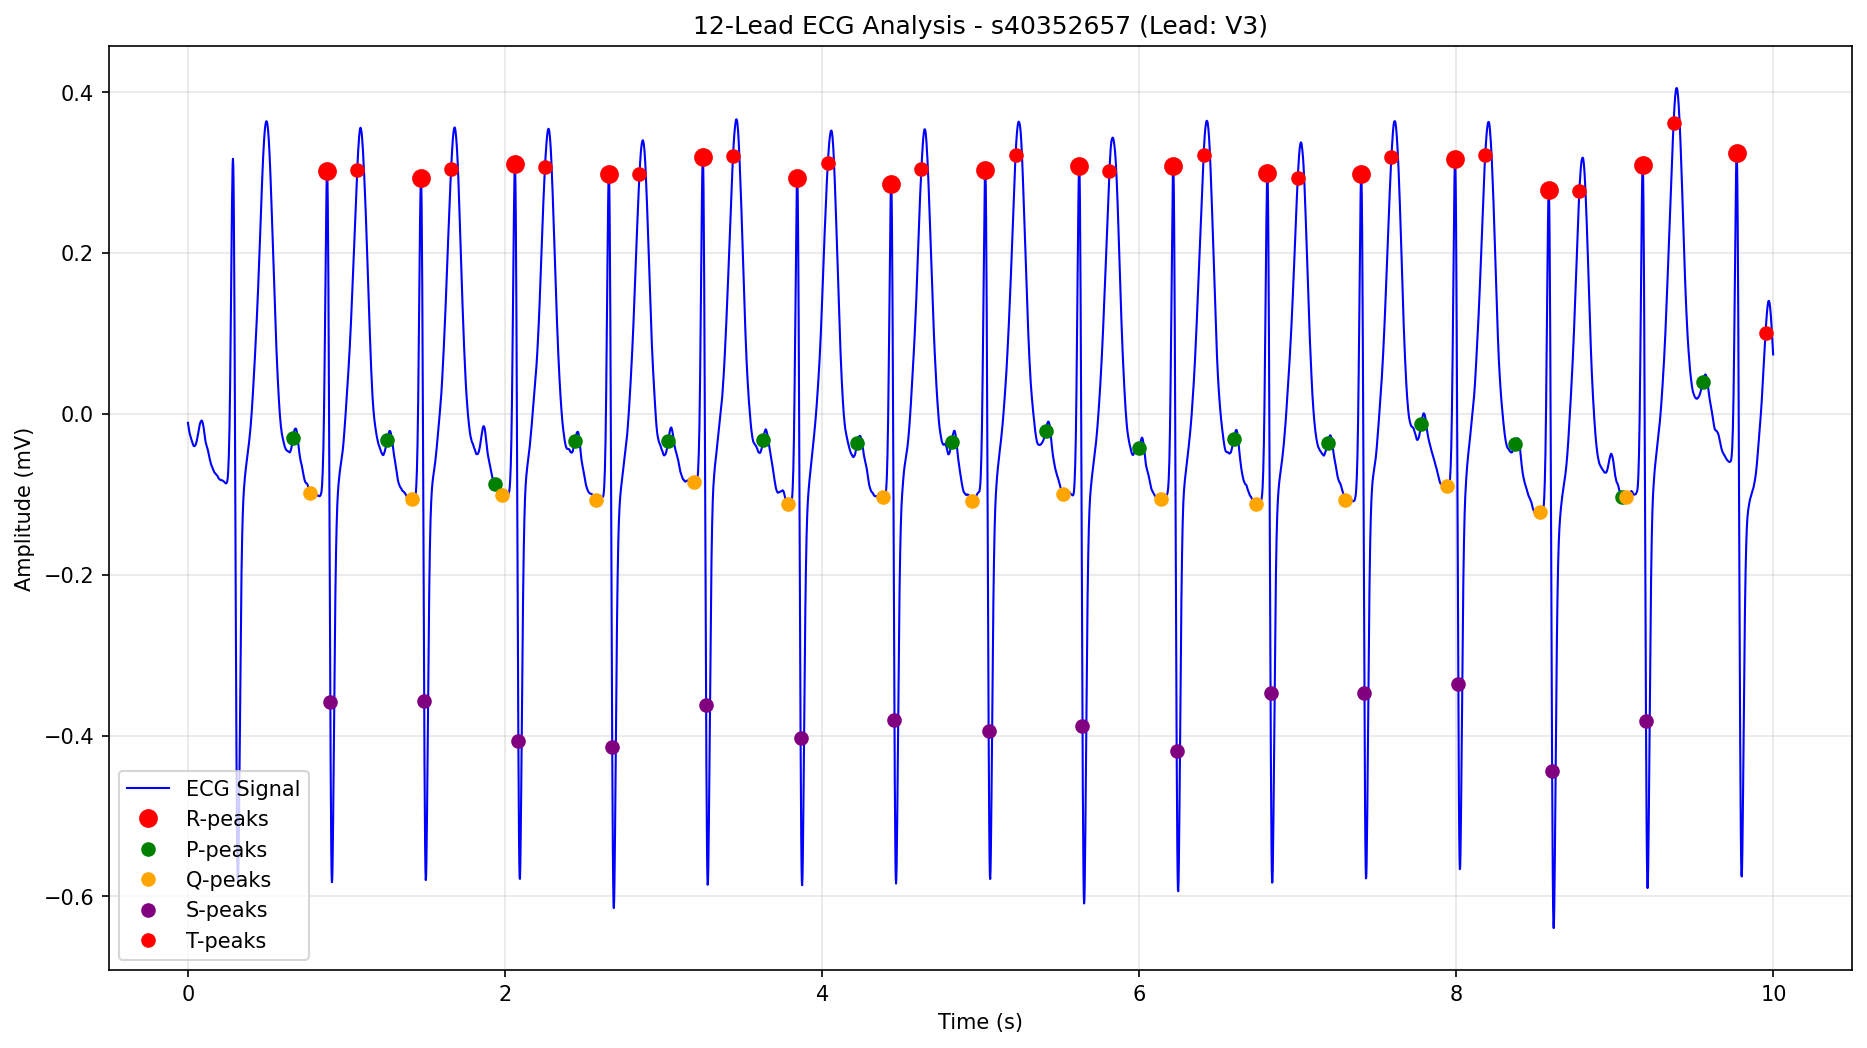 12-Lead ECG Analysis - s40352657 (Lead: V3)
Amplitude (mV)
0.4
0.2
0.0
−0.2
−0.4
−0.6
ECG Signal
R-peaks
P-peaks
Q-peaks
S-peaks
T-peaks
0 2 4 6 8 10
Time (s)